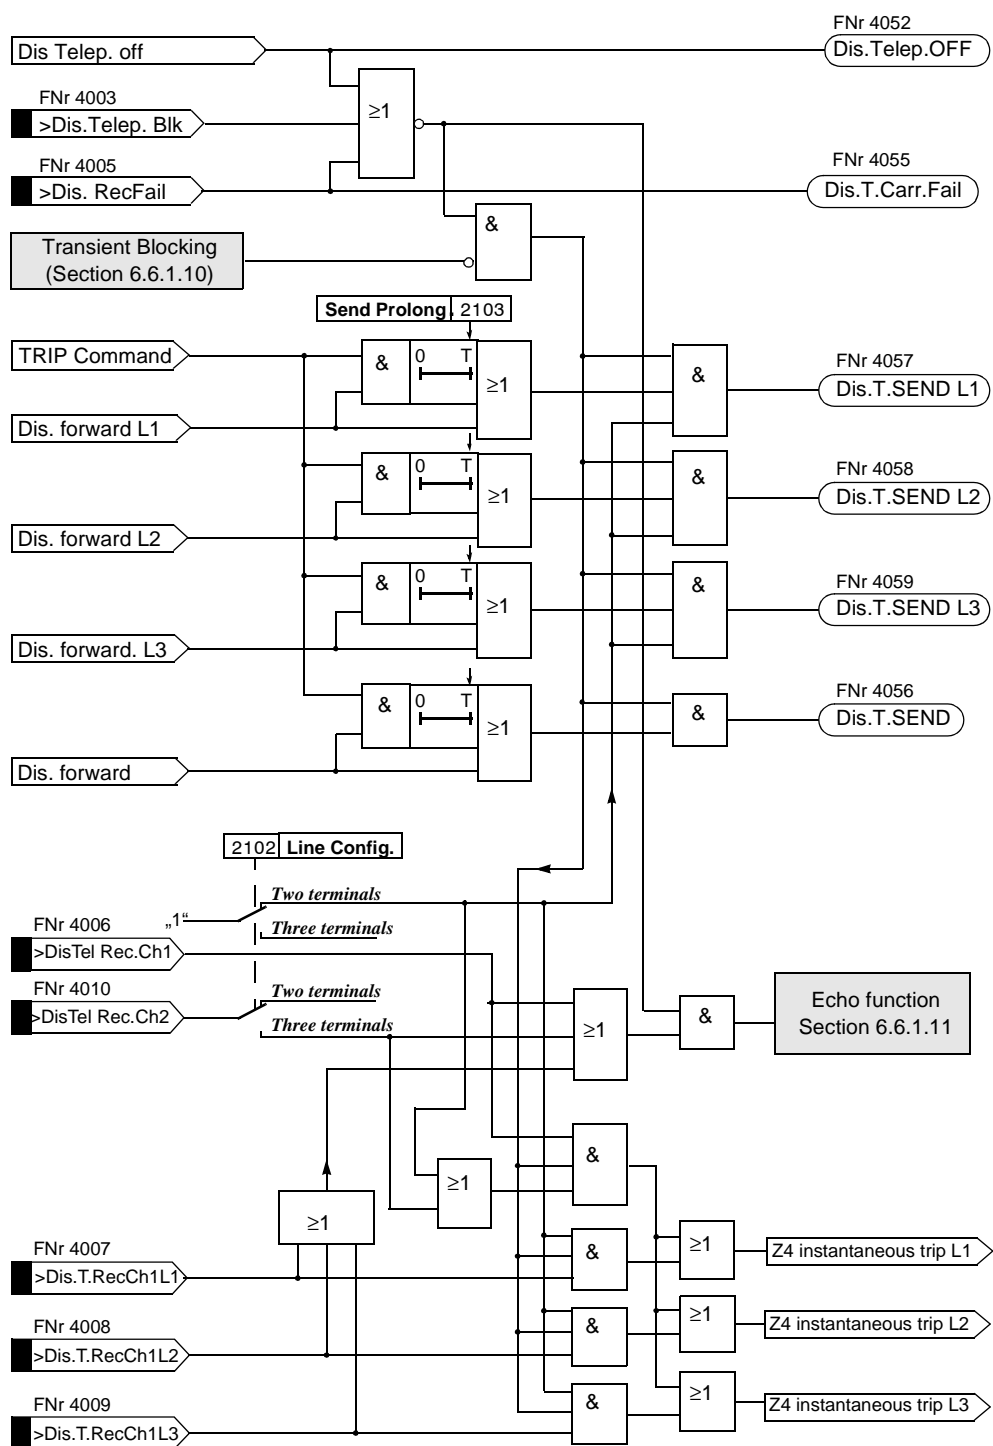 FNr 4052
Dis Telep. off
Dis.Telep.OFF
FNr 4003
≥1
>Dis.Telep. Blk
FNr 4005
FNr 4055
>Dis. RecFail
Dis.T.Carr.Fail
&
Transient Blocking
(Section 6.6.1.10)
Send Prolong. 2103
TRIP Command
&
0 T
≥1
&
FNr 4057
Dis.T.SEND L1
Dis. forward L1
&
0 T
≥1
&
FNr 4058
Dis.T.SEND L2
Dis. forward L2
&
0 T
≥1
&
FNr 4059
Dis.T.SEND L3
Dis. forward. L3
&
0 T
≥1
&
FNr 4056
Dis.T.SEND
Dis. forward
2102 Line Config.
Two terminals
„1“
FNr 4006
Three terminals
>DisTel Rec.Ch1
FNr 4010
Two terminals
>DisTel Rec.Ch2
Three terminals
≥1
&
Echo function
Section 6.6.1.11
&
≥1
≥1
FNr 4007
>Dis.T.RecCh1L1
&
≥1
Z4 instantaneous trip L1
FNr 4008
>Dis.T.RecCh1L2
&
≥1
Z4 instantaneous trip L2
FNr 4009
>Dis.T.RecCh1L3
&
≥1
Z4 instantaneous trip L3